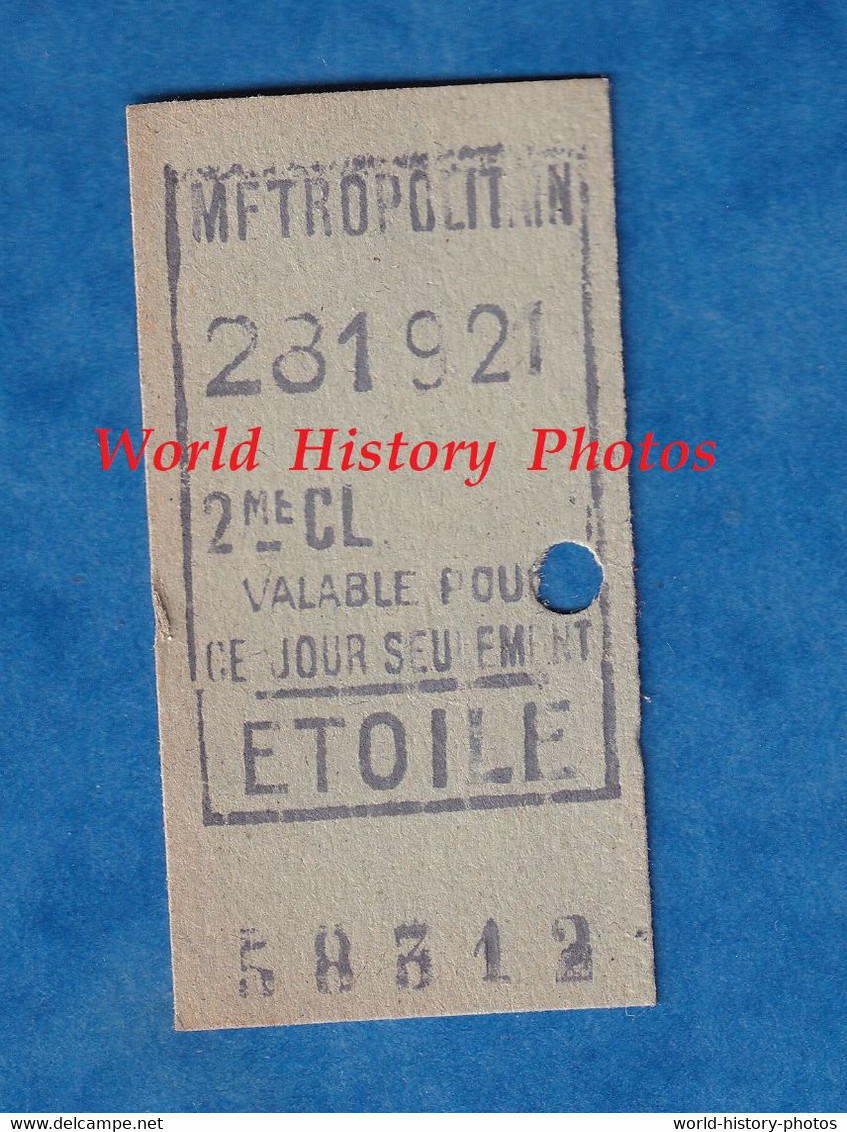 METROPOLITAIN
281921
World History Photos
2ME CL.
VALABLE POUR
CE JOUR SEULEMENT
ETOILE
58312
www.delcampe.net
world-history-photos